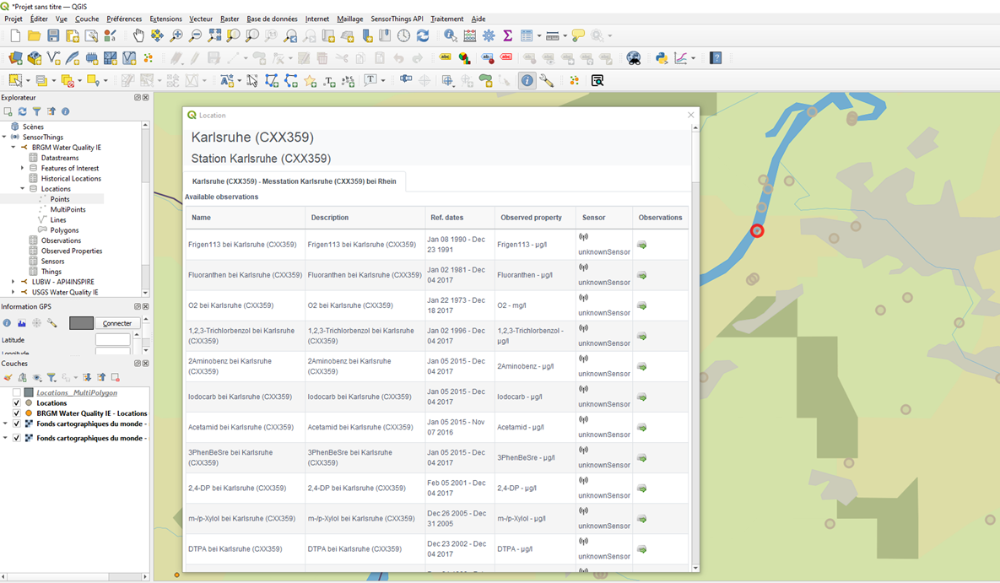 *Projet sans titre — QGIS
Projet Éditer Vue Couche Préférences Extensions Vecteur Raster Base de données Internet Maillage SensorThings API Traitement Aide
Explorateur
Scènes
SensorThings
BRGM Water Quality IE
Datastreams
Features of Interest
Historical Locations
Locations
Points
MultiPoints
Lines
Polygons
Observations
Observed Properties
Sensors
Things
LUBW - API4INSPIRE
USGS Water Quality IE
Information GPS
Connecter
Latitude
Longitude
Couches
Locations_MultiPolygon
Locations
BRGM Water Quality IE - Locations
Fonds cartographiques du monde -
Fonds cartographiques du monde -
Location
Karlsruhe (CXX359)
Station Karlsruhe (CXX359)
Karlsruhe (CXX359) - Messtation Karlsruhe (CXX359) bei Rhein
Available observations
Name Description Ref. dates Observed property Sensor Observations
Frigen113 bei Karlsruhe (CXX359) Frigen113 bei Karlsruhe (CXX359) Jan 08 1990 - Dec 23 1991 Frigen113 - µg/l unknownSensor
Fluoranthen bei Karlsruhe (CXX359) Fluoranthen bei Karlsruhe (CXX359) Jan 02 1981 - Dec 04 2017 Fluoranthen - µg/l unknownSensor
O2 bei Karlsruhe (CXX359) O2 bei Karlsruhe (CXX359) Jan 22 1973 - Dec 18 2017 O2 - mg/l unknownSensor
1,2,3-Trichlorbenzol bei Karlsruhe (CXX359) 1,2,3-Trichlorbenzol bei Karlsruhe (CXX359) Jan 02 1996 - Dec 04 2017 1,2,3-Trichlorbenzol - µg/l unknownSensor
2Aminobenz bei Karlsruhe (CXX359) 2Aminobenz bei Karlsruhe (CXX359) Jan 05 2015 - Dec 04 2017 2Aminobenz - µg/l unknownSensor
Iodocarb bei Karlsruhe (CXX359) Iodocarb bei Karlsruhe (CXX359) Jan 05 2015 - Dec 04 2017 Iodocarb - µg/l unknownSensor
Acetamid bei Karlsruhe (CXX359) Acetamid bei Karlsruhe (CXX359) Jan 05 2015 - Nov 07 2016 Acetamid - µg/l unknownSensor
3PhenBeSre bei Karlsruhe (CXX359) 3PhenBeSre bei Karlsruhe (CXX359) Jan 05 2015 - Dec 04 2017 3PhenBeSre - µg/l unknownSensor
2,4-DP bei Karlsruhe (CXX359) 2,4-DP bei Karlsruhe (CXX359) Feb 05 2001 - Dec 04 2017 2,4-DP - µg/l unknownSensor
m-/p-Xylol bei Karlsruhe (CXX359) m-/p-Xylol bei Karlsruhe (CXX359) Dec 26 2005 - Dec 31 2005 m-/p-Xylol - µg/l unknownSensor
DTPA bei Karlsruhe (CXX359) DTPA bei Karlsruhe (CXX359) Dec 23 2002 - Dec 04 2017 DTPA - µg/l unknownSensor